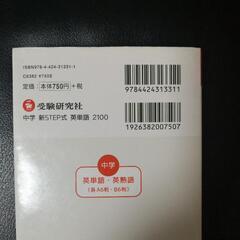 ISBN978-4-424-31331-1
C6382 ¥750E
定価：本体750円＋税
受験研究社
中学 新STEP式 英単語 2100
9784424313311
1926382007507
中学
英単語・英熟語
（各A6判・B6判）